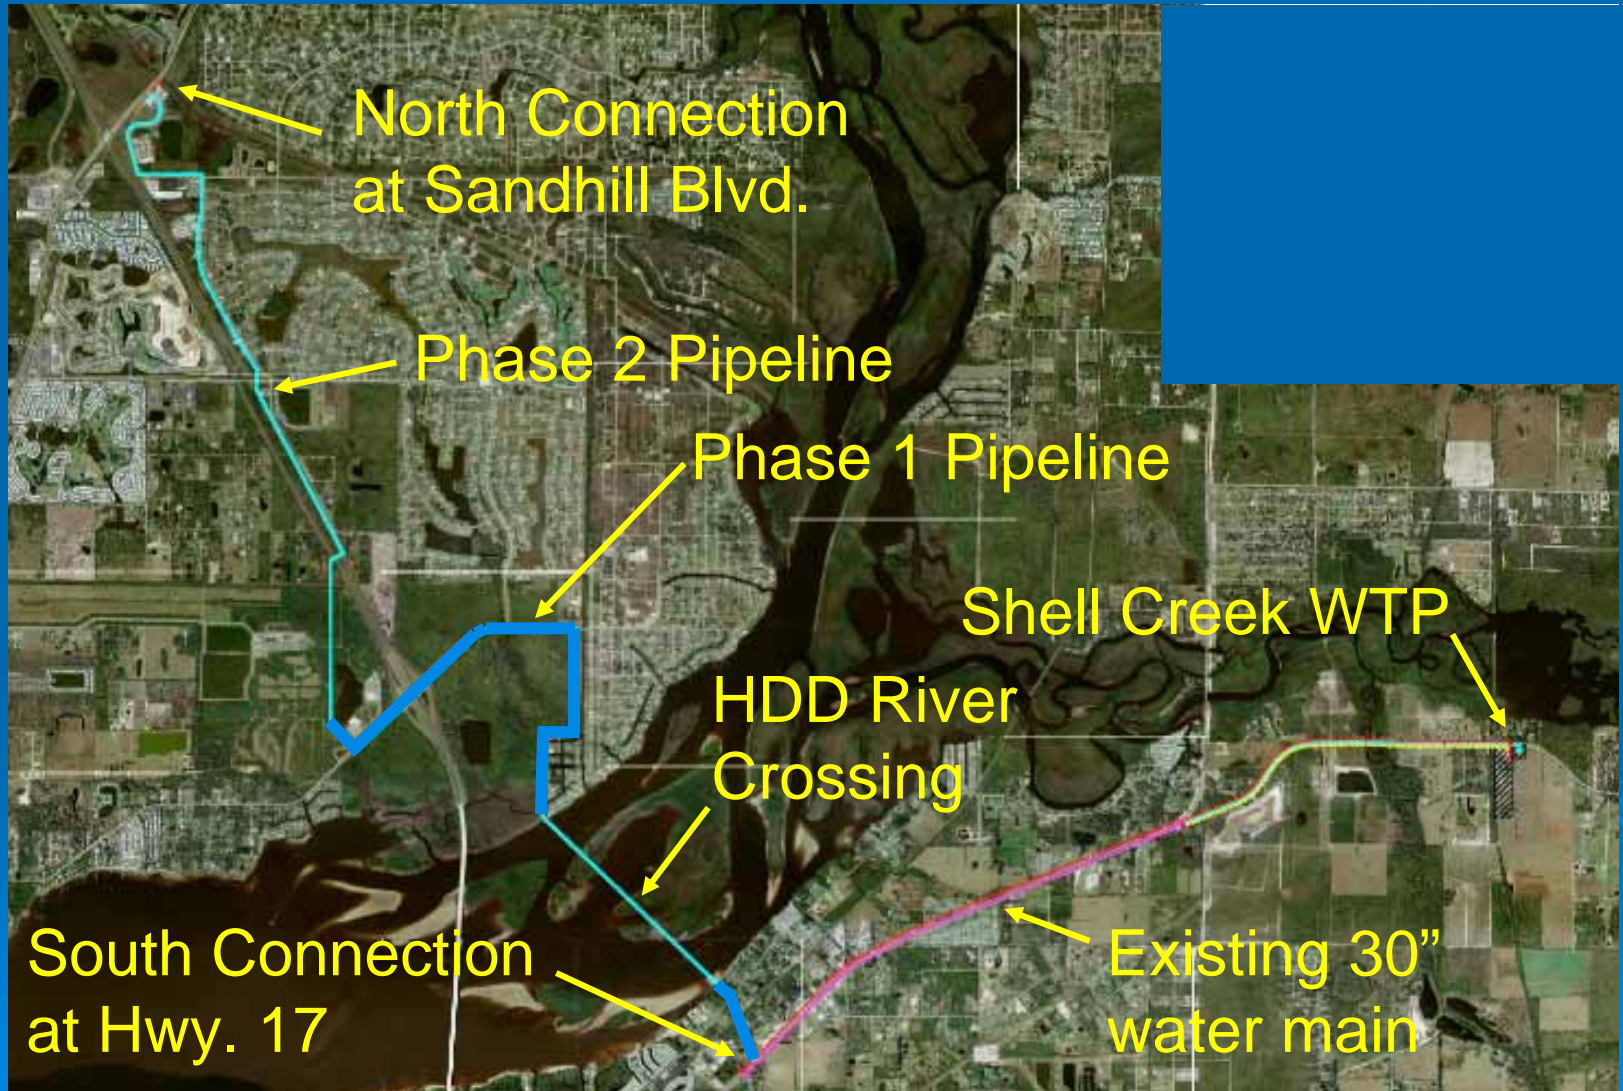 North Connection
at Sandhill Blvd.
Phase 2 Pipeline
Phase 1 Pipeline
Shell Creek WTP
HDD River
Crossing
South Connection
at Hwy. 17
Existing 30”
water main